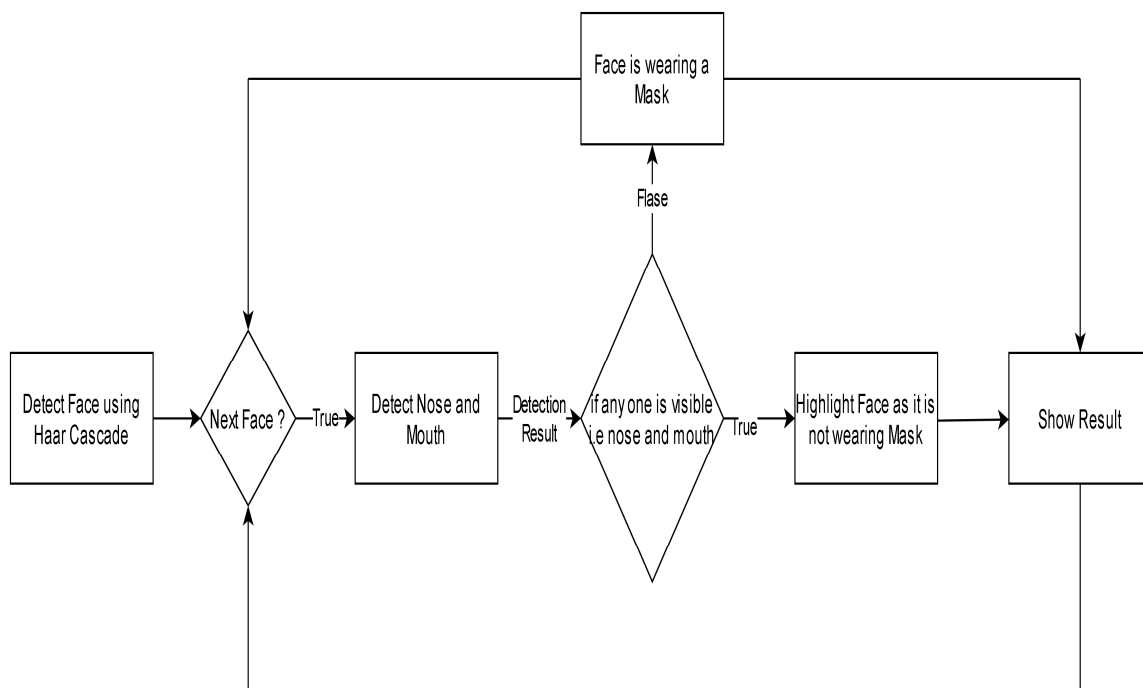 Face is wearing a
Mask
Flase
Detect Face using
Haar Cascade
Next Face ?
True
Detect Nose and
Mouth
Detection
Result
if any one is visible
i.e nose and mouth
True
Highlight Face as it is
not wearing Mask
Show Result